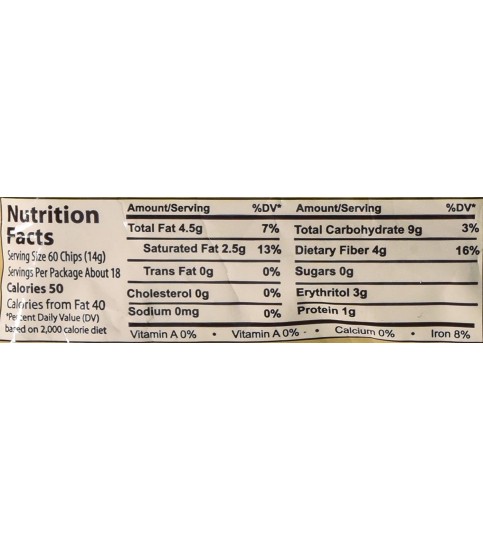 Nutrition
Facts
Serving Size 60 Chips (14g)
Servings Per Package About 18
Calories 50
Calories from Fat 40
*Percent Daily Value (DV)
based on 2,000 calorie diet
Amount/Serving %DV*
Total Fat 4.5g 7%
Saturated Fat 2.5g 13%
Trans Fat 0g 0%
Cholesterol 0g 0%
Sodium 0mg 0%
Amount/Serving %DV*
Total Carbohydrate 9g 3%
Dietary Fiber 4g 16%
Sugars 0g
Erythritol 3g
Protein 1g
Vitamin A 0% • Vitamin A 0% • Calcium 0% • Iron 8%